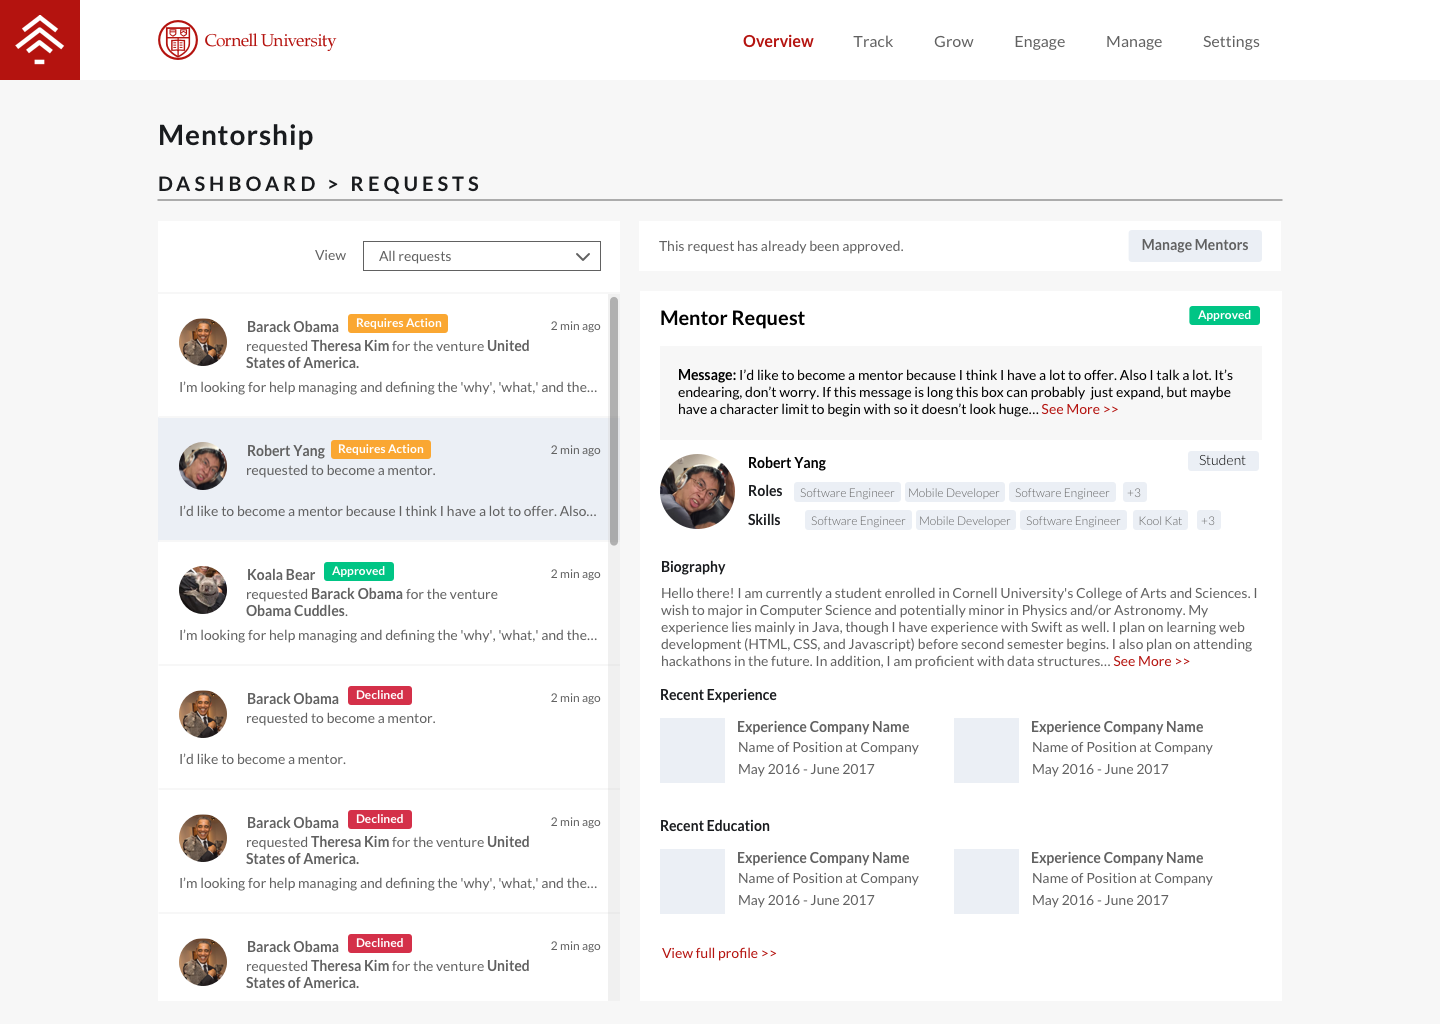 Cornell University
Overview Track Grow Engage Manage Settings
Mentorship
DASHBOARD > REQUESTS
View All requests
Barack Obama Requires Action 2 min ago
requested Theresa Kim for the venture United
States of America.
I'm looking for help managing and defining the 'why', 'what,' and the...
Robert Yang Requires Action 2 min ago
requested to become a mentor.
I'd like to become a mentor because I think I have a lot to offer. Also...
Koala Bear Approved 2 min ago
requested Barack Obama for the venture
Obama Cuddles.
I'm looking for help managing and defining the 'why', 'what,' and the...
Barack Obama Declined 2 min ago
requested to become a mentor.
I'd like to become a mentor.
Barack Obama Declined 2 min ago
requested Theresa Kim for the venture United
States of America.
I'm looking for help managing and defining the 'why', 'what,' and the...
Barack Obama Declined 2 min ago
requested Theresa Kim for the venture United
States of America.
This request has already been approved. Manage Mentors
Mentor Request Approved
Message: I'd like to become a mentor because I think I have a lot to offer. Also I talk a lot. It's
endearing, don't worry. If this message is long this box can probably just expand, but maybe
have a character limit to begin with so it doesn't look huge... See More >>
Robert Yang Student
Roles Software Engineer Mobile Developer Software Engineer +3
Skills Software Engineer Mobile Developer Software Engineer Kool Kat +3
Biography
Hello there! I am currently a student enrolled in Cornell University's College of Arts and Sciences. I
wish to major in Computer Science and potentially minor in Physics and/or Astronomy. My
experience lies mainly in Java, though I have experience with Swift as well. I plan on learning web
development (HTML, CSS, and Javascript) before second semester begins. I also plan on attending
hackathons in the future. In addition, I am proficient with data structures... See More >>
Recent Experience
Experience Company Name Experience Company Name
Name of Position at Company Name of Position at Company
May 2016 - June 2017 May 2016 - June 2017
Recent Education
Experience Company Name Experience Company Name
Name of Position at Company Name of Position at Company
May 2016 - June 2017 May 2016 - June 2017
View full profile >>